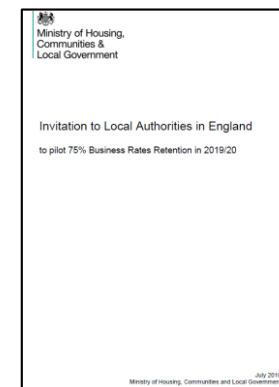 Ministry of Housing,
Communities &
Local Government
Invitation to Local Authorities in England
to pilot 75% Business Rates Retention in 2019/20
July 2018
Ministry of Housing, Communities and Local Government